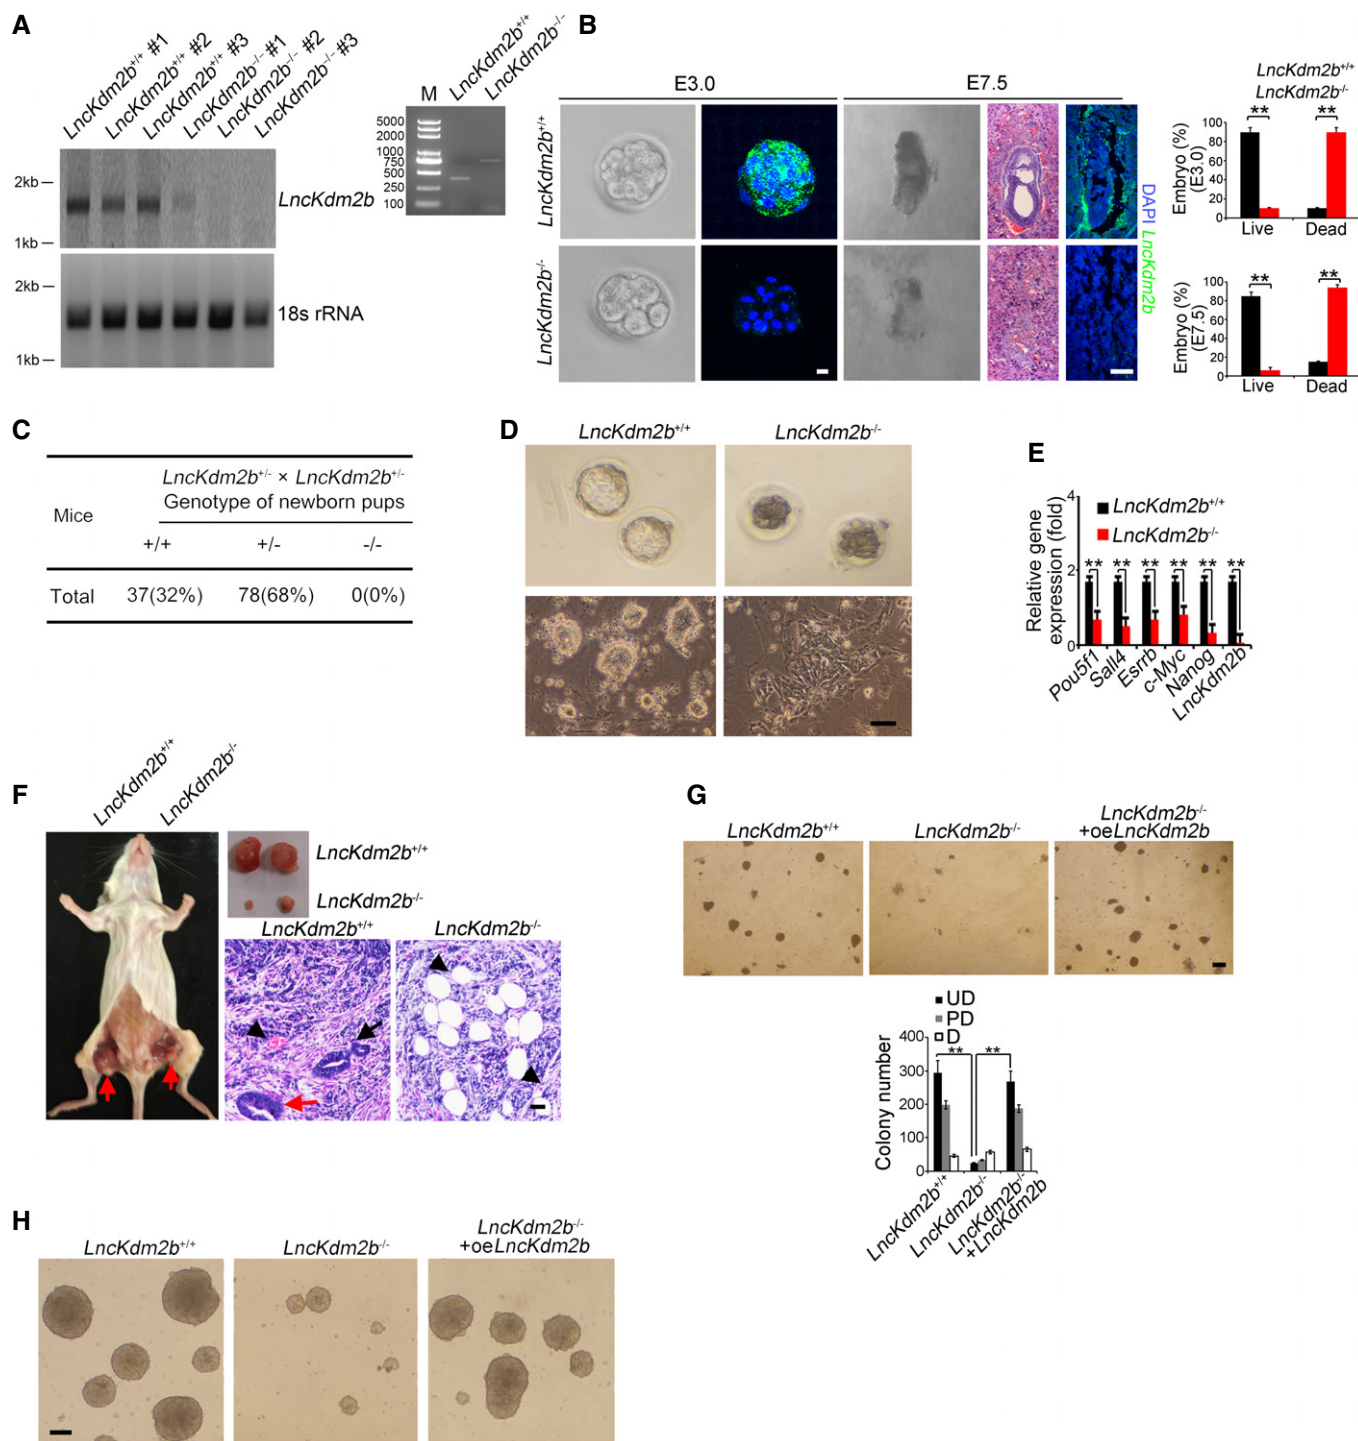 A
LncKdm2b+/+ #1
LncKdm2b+/+ #2
LncKdm2b+/+ #3
LncKdm2b-/- #1
LncKdm2b-/- #2
LncKdm2b-/- #3
2kb
LncKdm2b
1kb
2kb
18s rRNA
1kb
M
LncKdm2b+/+
LncKdm2b-/-
5000
2000
1000
750
500
250
100
B
E3.0
E7.5
LncKdm2b+/+
LncKdm2b-/-
DAPI LncKdm2b
LncKdm2b+/+
LncKdm2b-/-
Embryo (%)
(E3.0)
100
80
60
40
20
0
** **
Live Dead
Embryo (%)
(E7.5)
100
80
60
40
20
0
** **
Live Dead
C
Mice
LncKdm2b+/- × LncKdm2b+/-
Genotype of newborn pups
+/+ +/- -/-
Total 37(32%) 78(68%) 0(0%)
D
LncKdm2b+/+ LncKdm2b-/-
E
Relative gene
expression (fold)
4
2
0
LncKdm2b+/+
LncKdm2b-/-
** ** ** ** ** **
Pou5f1
Sall4
Esrrb
c-Myc
Nanog
LncKdm2b
F
LncKdm2b+/+
LncKdm2b-/-
LncKdm2b+/+
LncKdm2b-/-
LncKdm2b+/+ LncKdm2b-/-
G
LncKdm2b+/+
LncKdm2b-/-
LncKdm2b-/-
+oeLncKdm2b
UD
PD
D
Colony number
400
300
200
100
0
** **
LncKdm2b+/+
LncKdm2b-/-
LncKdm2b-/-
+LncKdm2b
H
LncKdm2b+/+
LncKdm2b-/-
LncKdm2b-/-
+oeLncKdm2b